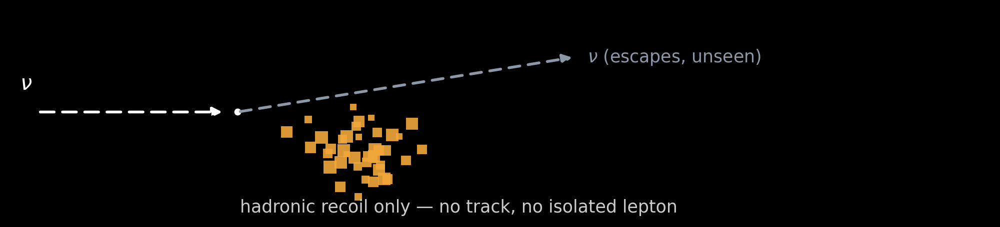 ν (escapes, unseen)
ν
hadronic recoil only — no track, no isolated lepton